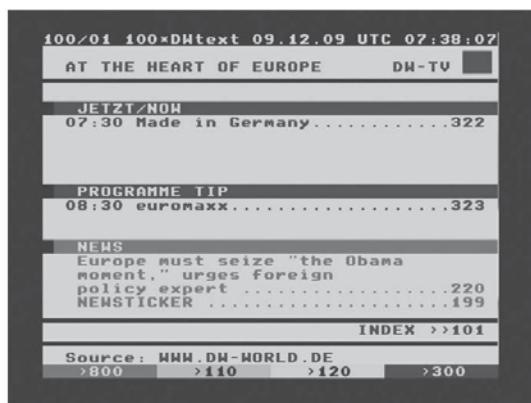 100/01 100*DWtext 09.12.09 UTC 07:38:07
AT THE HEART OF EUROPE DW-TV
JETZT/NOW
07:30 Made in Germany.............322
PROGRAMME TIP
08:30 euromaxx....................323
NEWS
Europe must seize "the Obama
moment," urges foreign
policy expert ....................220
NEWSTICKER .......................199
INDEX >>101
Source: WWW.DW-WORLD.DE
>800 >110 >120 >300